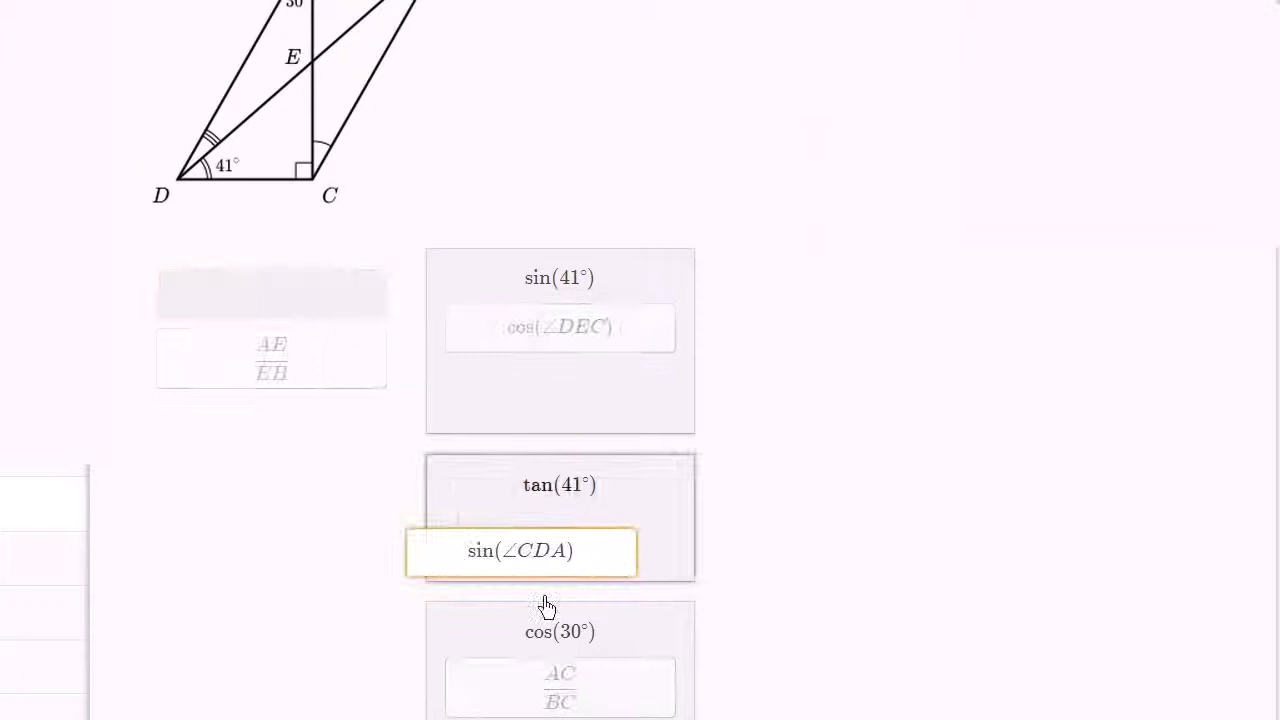 30
E
41°
D
C
sin(41°)
cos(∠DEC)
AE
EB
tan(41°)
sin(∠CDA)
cos(30°)
AC
BC